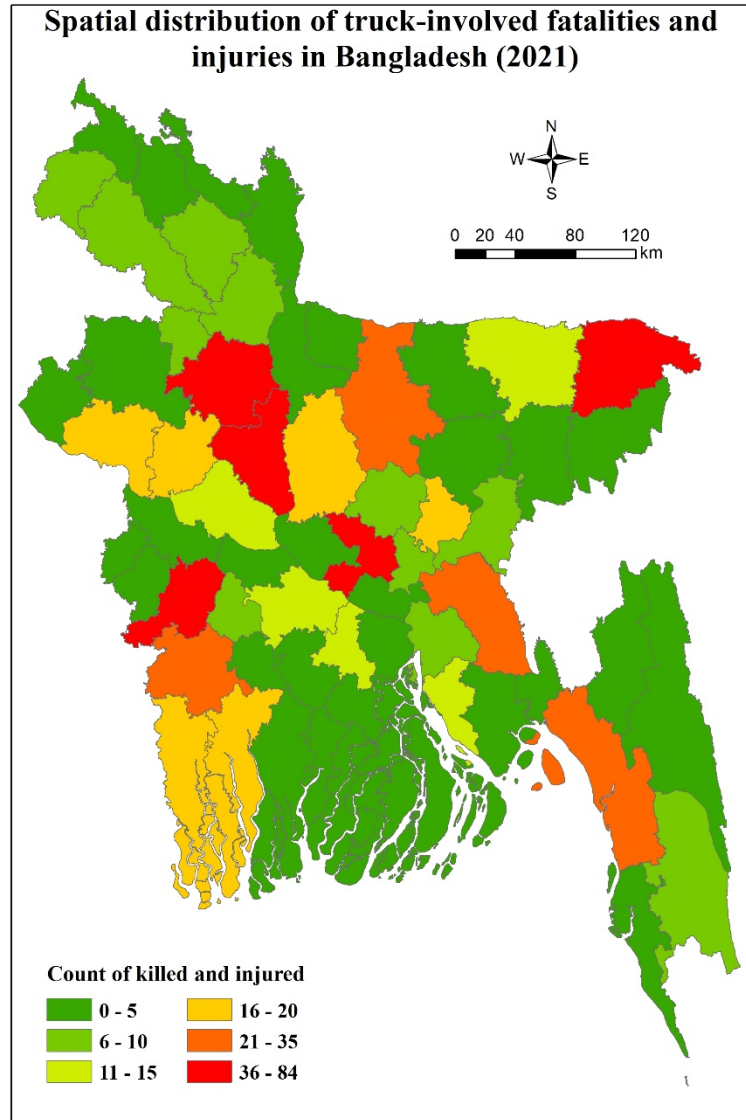 Spatial distribution of truck-involved fatalities and
injuries in Bangladesh (2021)
N
W E
S
0 20 40 80 120
km
Count of killed and injured
0 - 5 16 - 20
6 - 10 21 - 35
11 - 15 36 - 84